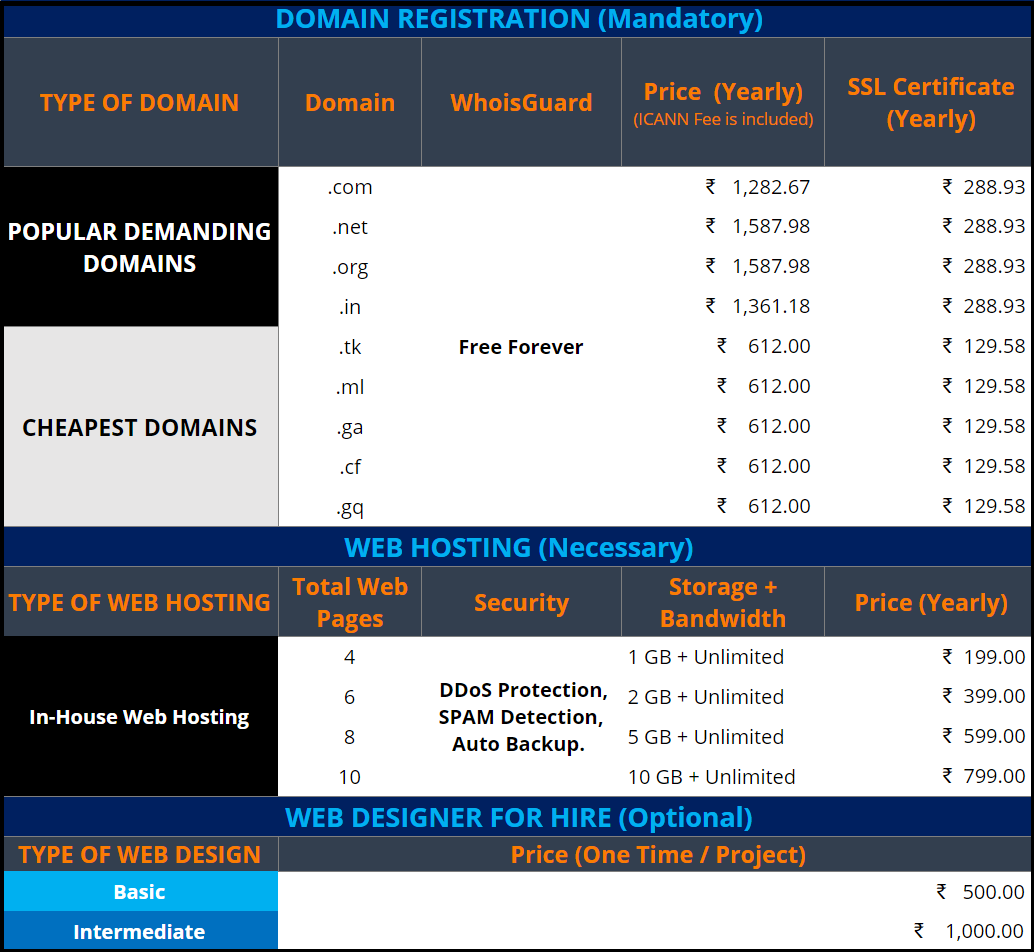 DOMAIN REGISTRATION (Mandatory)
TYPE OF DOMAIN Domain WhoisGuard Price (Yearly) (ICANN Fee is included) SSL Certificate (Yearly)
POPULAR DEMANDING
DOMAINS
.com ₹ 1,282.67 ₹ 288.93
.net ₹ 1,587.98 ₹ 288.93
.org ₹ 1,587.98 ₹ 288.93
.in ₹ 1,361.18 ₹ 288.93
Free Forever
CHEAPEST DOMAINS
.tk ₹ 612.00 ₹ 129.58
.ml ₹ 612.00 ₹ 129.58
.ga ₹ 612.00 ₹ 129.58
.cf ₹ 612.00 ₹ 129.58
.gq ₹ 612.00 ₹ 129.58
WEB HOSTING (Necessary)
TYPE OF WEB HOSTING Total Web Pages Security Storage + Bandwidth Price (Yearly)
In-House Web Hosting
DDoS Protection,
SPAM Detection,
Auto Backup.
4 1 GB + Unlimited ₹ 199.00
6 2 GB + Unlimited ₹ 399.00
8 5 GB + Unlimited ₹ 599.00
10 10 GB + Unlimited ₹ 799.00
WEB DESIGNER FOR HIRE (Optional)
TYPE OF WEB DESIGN Price (One Time / Project)
Basic ₹ 500.00
Intermediate ₹ 1,000.00